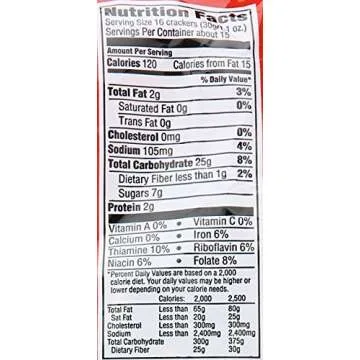 Nutrition Facts
Serving Size 16 crackers (30g/1.1 oz.)
Servings Per Container about 15
Amount Per Serving
Calories 120 Calories from Fat 15
% Daily Value*
Total Fat 2g 3%
Saturated Fat 0g 0%
Trans Fat 0g
Cholesterol 0mg 0%
Sodium 105mg 4%
Total Carbohydrate 25g 8%
Dietary Fiber less than 1g 2%
Sugars 7g
Protein 2g
Vitamin A 0% • Vitamin C 0%
Calcium 0% • Iron 6%
Thiamine 10% • Riboflavin 6%
Niacin 6% • Folate 8%
*Percent Daily Values are based on a 2,000
calorie diet. Your daily values may be higher or
lower depending on your calorie needs.
Calories: 2,000 2,500
Total Fat Less than 65g 80g
Sat Fat Less than 20g 25g
Cholesterol Less than 300mg 300mg
Sodium Less than 2,400mg 2,400mg
Total Carbohydrate 300g 375g
Dietary Fiber 25g 30g